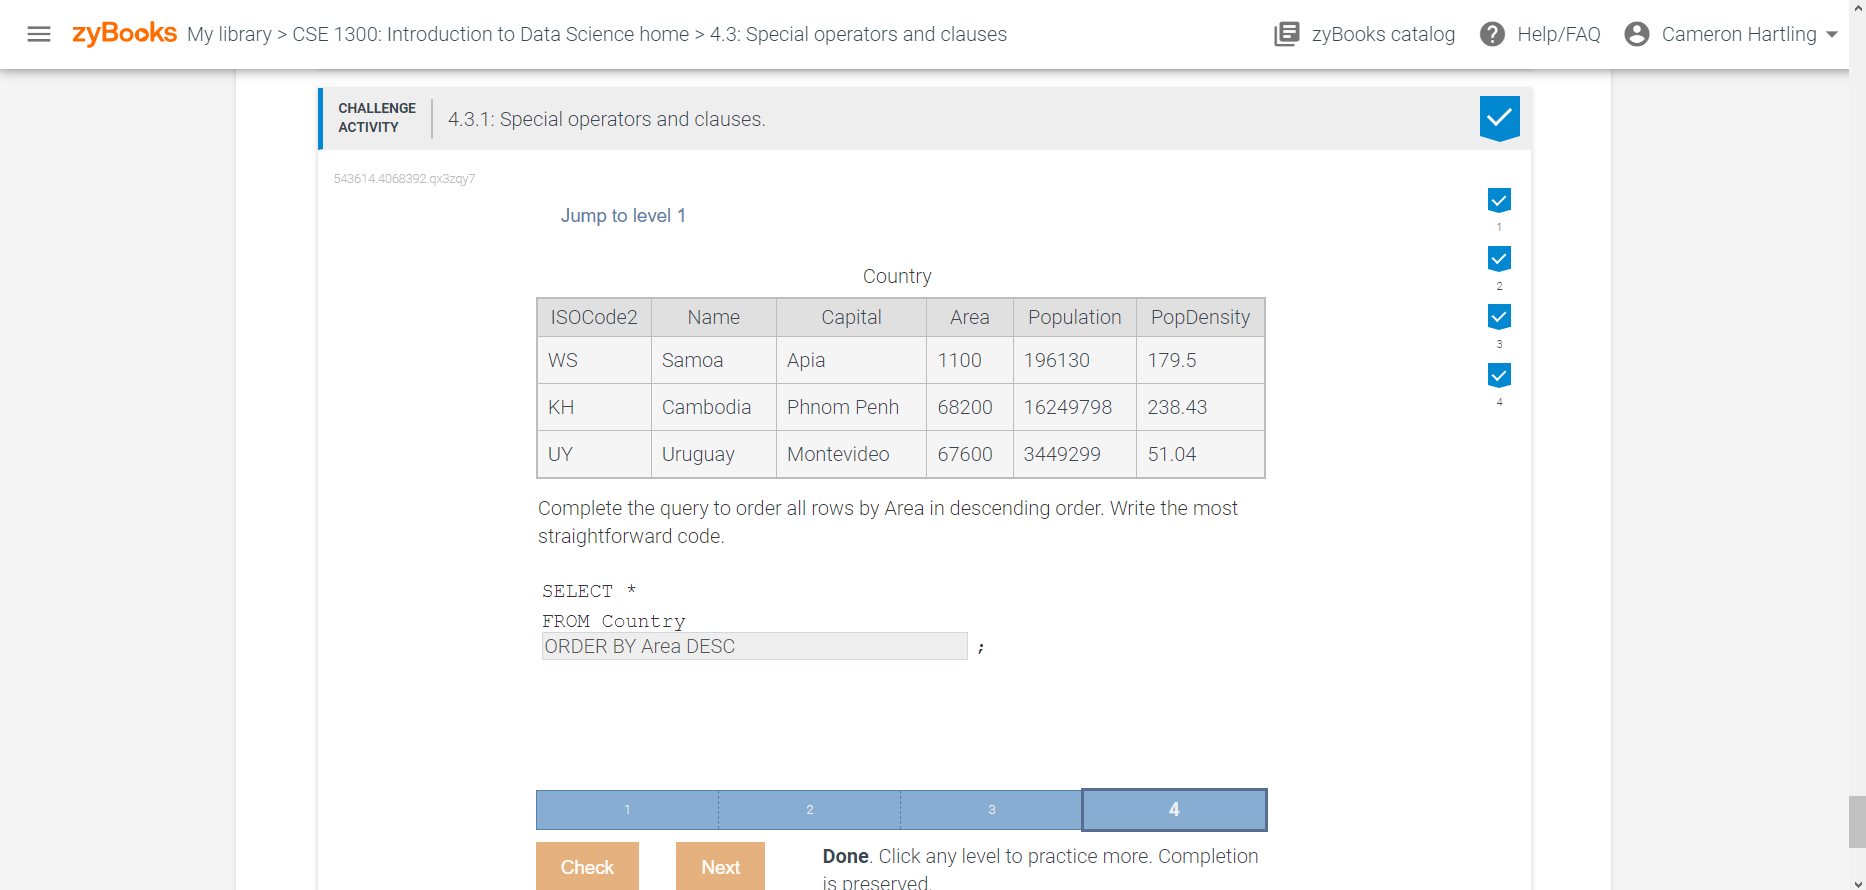 zyBooks My library > CSE 1300: Introduction to Data Science home > 4.3: Special operators and clauses zyBooks catalog ? Help/FAQ Cameron Hartling
CHALLENGE ACTIVITY
4.3.1: Special operators and clauses.
543614.4068392.qx3zqy7
Jump to level 1
1
2
3
4
Country
ISOCode2 Name Capital Area Population PopDensity
WS Samoa Apia 1100 196130 179.5
KH Cambodia Phnom Penh 68200 16249798 238.43
UY Uruguay Montevideo 67600 3449299 51.04
Complete the query to order all rows by Area in descending order. Write the most
straightforward code.
SELECT *
FROM Country
ORDER BY Area DESC ;
1 2 3 4
Check Next
Done. Click any level to practice more. Completion
is preserved.